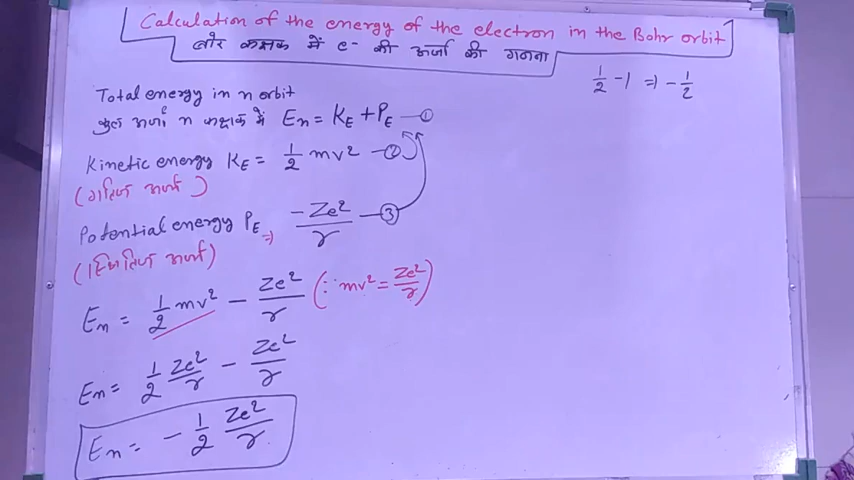 Calculation of the energy of the electron in the Bohr orbit
बोर कक्षक में e- की ऊर्जा की गणना
1/2 - 1 => - 1/2
Total energy in n orbit
कुल ऊर्जा n कक्षक में En = KE + PE — ①
Kinetic energy KE = 1/2 mv² — ②
(गतिज ऊर्जा)
Potential energy PE => -Ze²/r — ③
(स्थितिज ऊर्जा)
En = 1/2 mv² - Ze²/r (∵ mv² = Ze²/r)
En = 1/2 Ze²/r - Ze²/r
En = - 1/2 Ze²/r